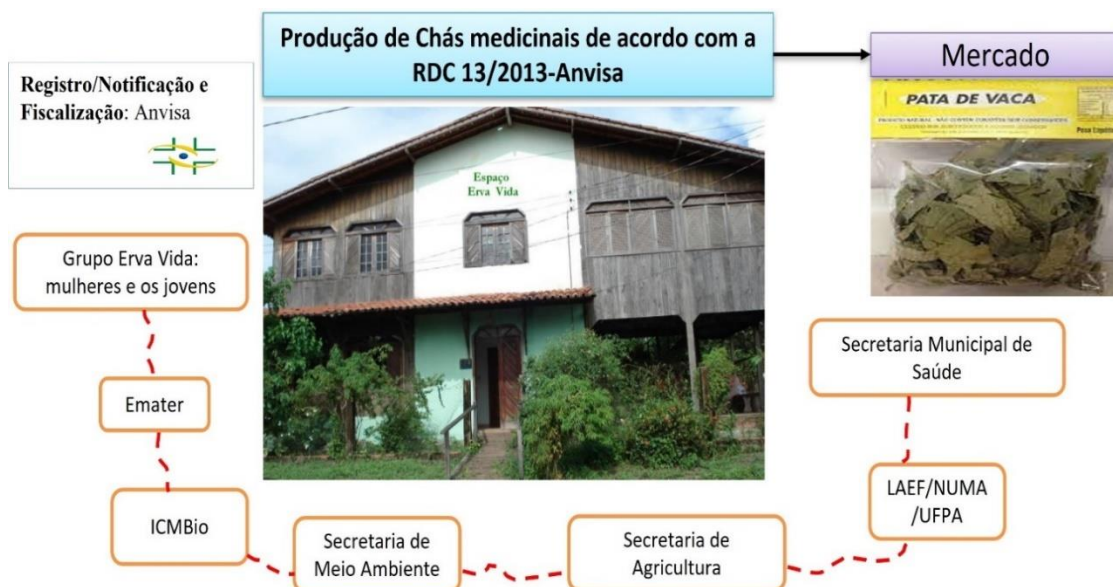 Produção de Chás medicinais de acordo com a
RDC 13/2013-Anvisa
Mercado
Registro/Notificação e
Fiscalização: Anvisa
PATA DE VACA
Espaço
Erva Vida
Grupo Erva Vida:
mulheres e os jovens
Emater
ICMBio
Secretaria de
Meio Ambiente
Secretaria de
Agricultura
LAEF/NUMA
/UFPA
Secretaria Municipal de
Saúde